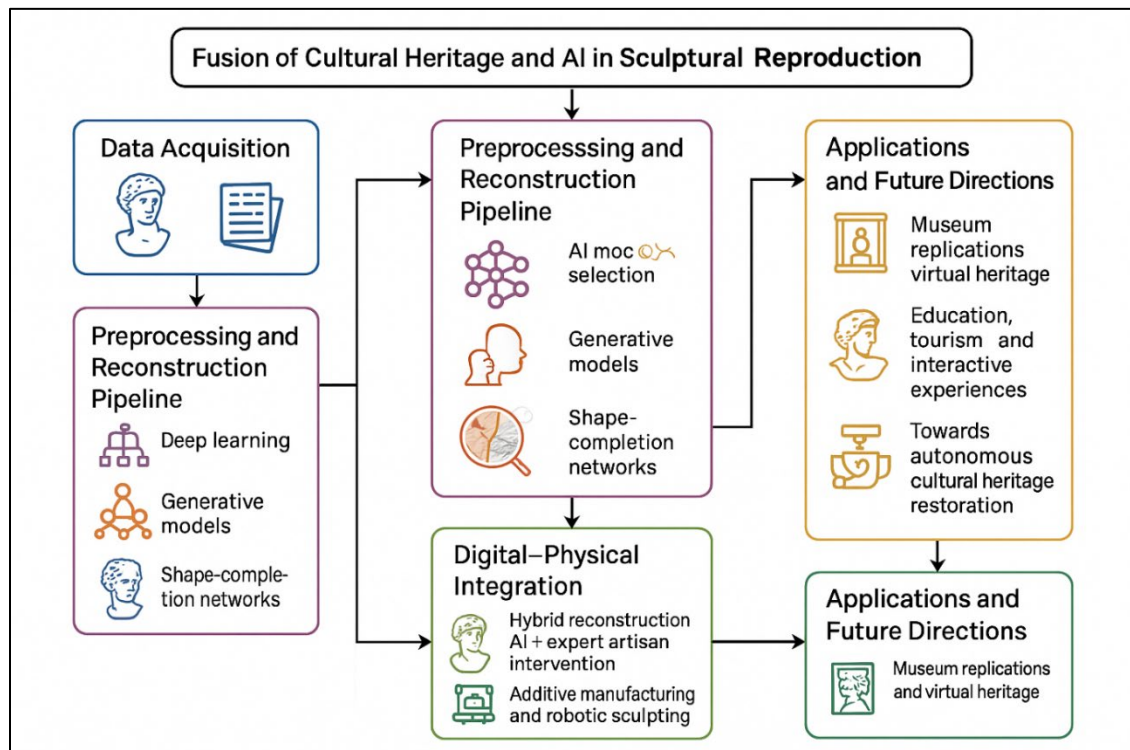 Fusion of Cultural Heritage and AI in Sculptural Reproduction
Data Acquisition
Preprocessing and
Reconstruction
Pipeline
Deep learning
Generative
models
Shape-comple-
tion networks
Preprocesssing and
Reconstruction
Pipeline
AI moc
selection
Generative
models
Shape-
completion
networks
Digital–Physical
Integration
Hybrid reconstruction
AI + expert artisan
intervention
Additive manufacturing
and robotic sculpting
Applications
and Future Directions
Museum
replications
virtual heritage
Education,
tourism and
interactive
experiences
Towards
autonomous
cultural heritage
restoration
Applications and
Future Directions
Museum replications
and virtual heritage